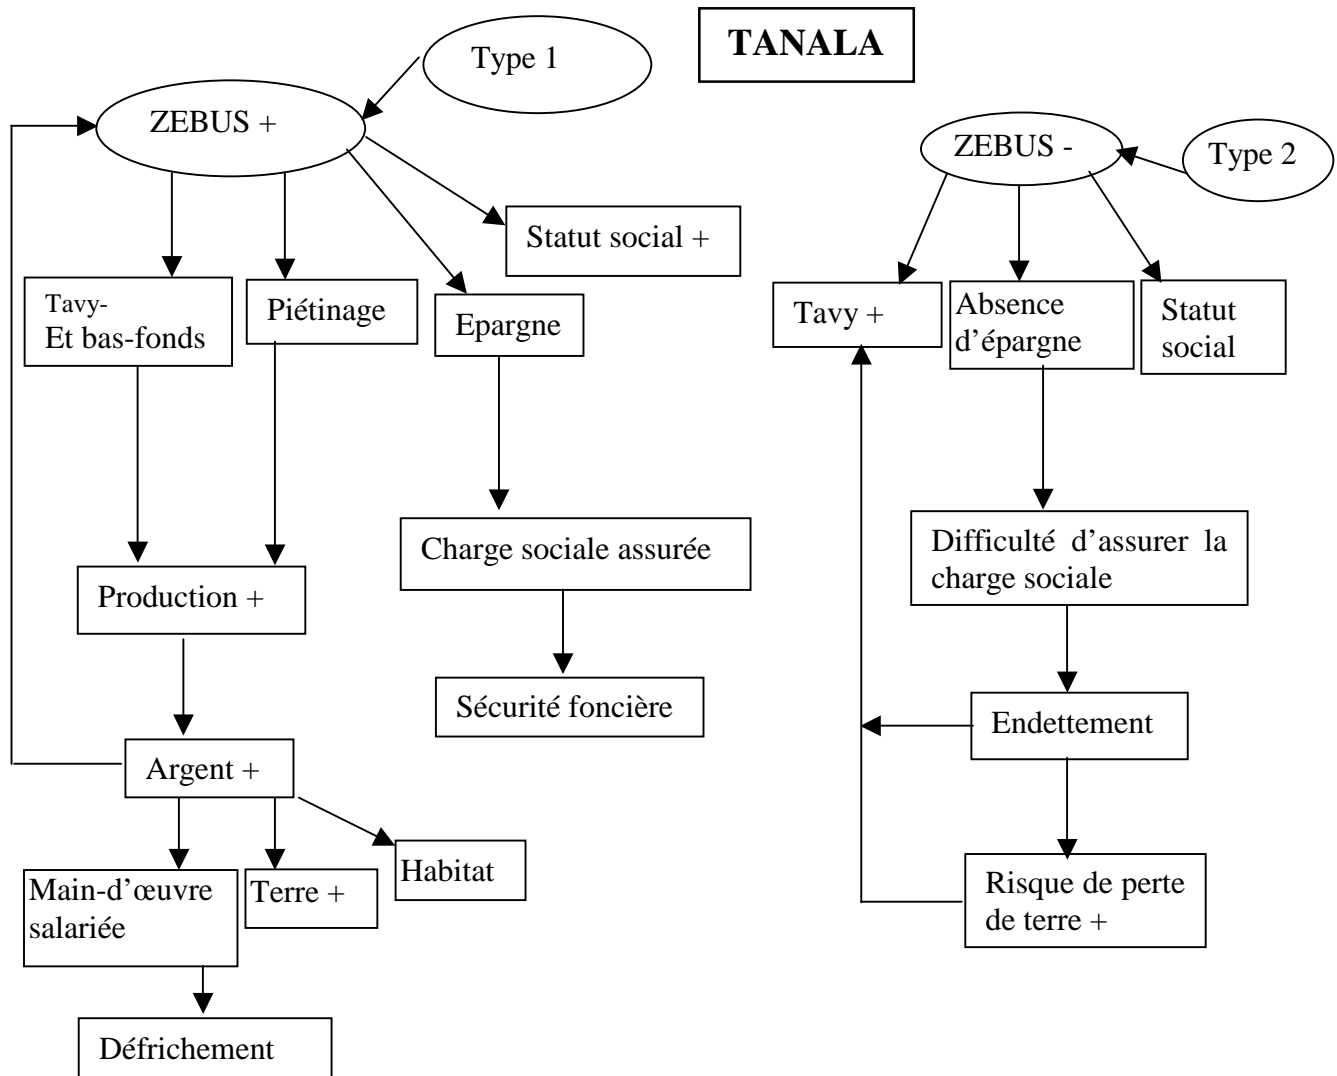 TANALA
Type 1
ZEBUS +
ZEBUS -
Type 2
Statut social +
Tavy-
Et bas-fonds
Piétinage
Epargne
Tavy +
Absence
d’épargne
Statut
social
Charge sociale assurée
Difficulté d’assurer la
charge sociale
Production +
Sécurité foncière
Endettement
Argent +
Habitat
Main-d’œuvre
salariée
Terre +
Risque de perte
de terre +
Défrichement